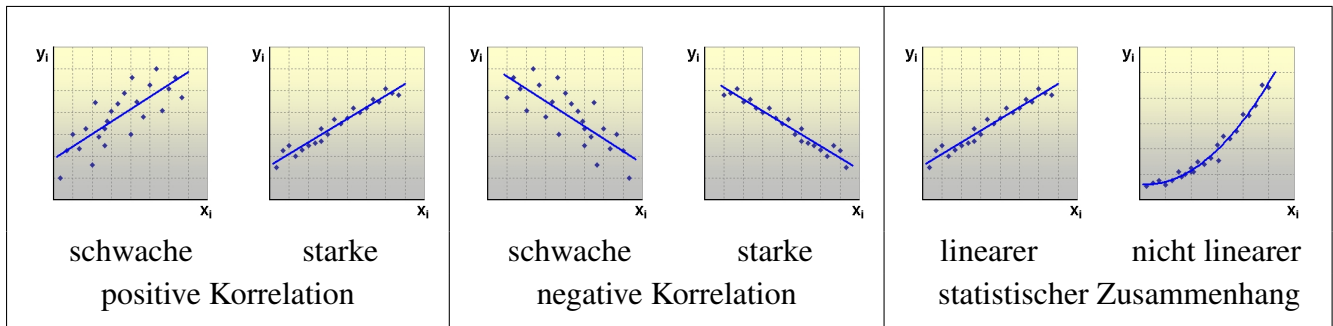 yi xi yi xi yi xi yi xi yi xi yi xi
schwache starke schwache starke linearer nicht linearer
positive Korrelation negative Korrelation statistischer Zusammenhang